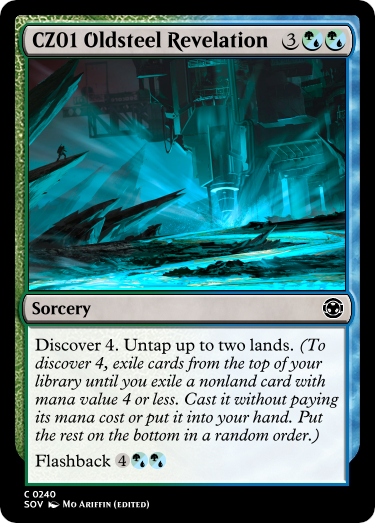 CZ01 Oldsteel Revelation 3
Sorcery
Discover 4. Untap up to two lands. (To
discover 4, exile cards from the top of your
library until you exile a nonland card with
mana value 4 or less. Cast it without paying
its mana cost or put it into your hand. Put
the rest on the bottom in a random order.)
Flashback 4
C 0240
SOV Mo Ariffin (edited)